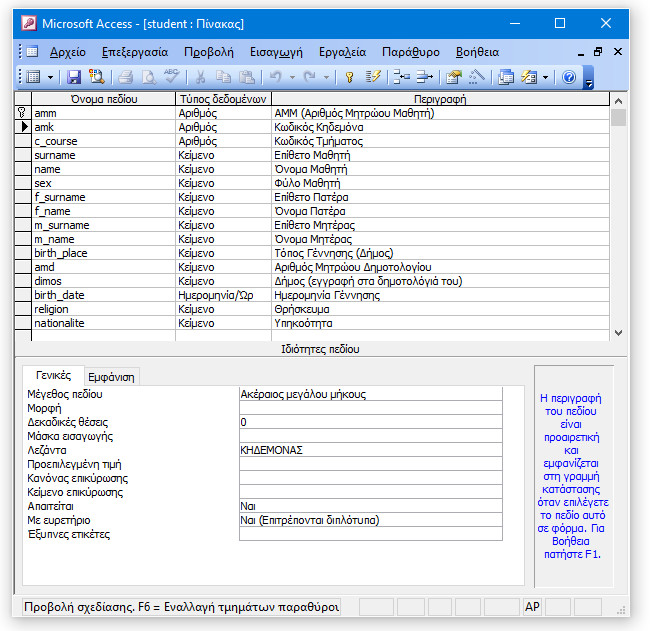 Microsoft Access - [student : Πίνακας]
Αρχείο Επεξεργασία Προβολή Εισαγωγή Εργαλεία Παράθυρο Βοήθεια
Όνομα πεδίου Τύπος δεδομένων Περιγραφή
amm Αριθμός ΑΜΜ (Αριθμός Μητρώου Μαθητή)
amk Αριθμός Κωδικός Κηδεμόνα
c_course Αριθμός Κωδικός Τμήματος
surname Κείμενο Επίθετο Μαθητή
name Κείμενο Όνομα Μαθητή
sex Κείμενο Φύλο Μαθητή
f_surname Κείμενο Επίθετο Πατέρα
f_name Κείμενο Όνομα Πατέρα
m_surname Κείμενο Επίθετο Μητέρας
m_name Κείμενο Όνομα Μητέρας
birth_place Κείμενο Τόπος Γέννησης (Δήμος)
amd Κείμενο Αριθμός Μητρώου Δημοτολογίου
dimos Κείμενο Δήμος (εγγραφή στα δημοτολόγιά του)
birth_date Ημερομηνία/Ώρ Ημερομηνία Γέννησης
religion Κείμενο Θρήσκευμα
nationalite Κείμενο Υπηκοότητα
Ιδιότητες πεδίου
Γενικές Εμφάνιση
Μέγεθος πεδίου Ακέραιος μεγάλου μήκους
Μορφή
Δεκαδικές θέσεις 0
Μάσκα εισαγωγής
Λεζάντα ΚΗΔΕΜΟΝΑΣ
Προεπιλεγμένη τιμή
Κανόνας επικύρωσης
Κείμενο επικύρωσης
Απαιτείται Ναι
Με ευρετήριο Ναι (Επιτρέπονται διπλότυπα)
Έξυπνες ετικέτες
Η περιγραφή
του πεδίου
είναι
προαιρετική
και
εμφανίζεται
στη γραμμή
κατάστασης
όταν επιλέγετε
το πεδίο αυτό
σε φόρμα. Για
Βοήθεια
πατήστε F1.
Προβολή σχεδίασης. F6 = Εναλλαγή τμημάτων παραθύρου ΑΡ